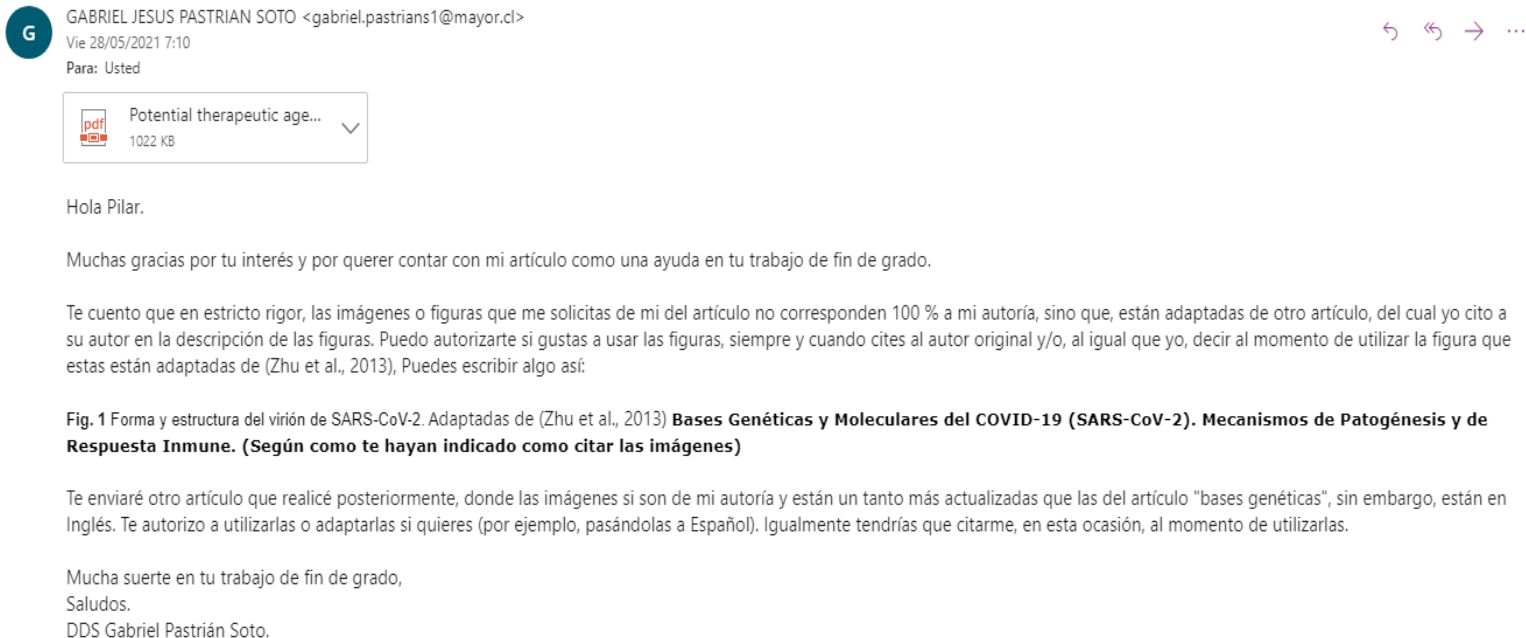 G
GABRIEL JESUS PASTRIAN SOTO <gabriel.pastrians1@mayor.cl>
Vie 28/05/2021 7:10
Para: Usted
pdf
Potential therapeutic age...
1022 KB
Hola Pilar.
Muchas gracias por tu interés y por querer contar con mi artículo como una ayuda en tu trabajo de fin de grado.
Te cuento que en estricto rigor, las imágenes o figuras que me solicitas de mi del artículo no corresponden 100 % a mi autoría, sino que, están adaptadas de otro artículo, del cual yo cito a
su autor en la descripción de las figuras. Puedo autorizarte si gustas a usar las figuras, siempre y cuando cites al autor original y/o, al igual que yo, decir al momento de utilizar la figura que
estas están adaptadas de (Zhu et al., 2013), Puedes escribir algo así:
Fig. 1 Forma y estructura del virión de SARS-CoV-2. Adaptadas de (Zhu et al., 2013) Bases Genéticas y Moleculares del COVID-19 (SARS-CoV-2). Mecanismos de Patogénesis y de
Respuesta Inmune. (Según como te hayan indicado como citar las imágenes)
Te enviaré otro artículo que realicé posteriormente, donde las imágenes si son de mi autoría y están un tanto más actualizadas que las del artículo "bases genéticas", sin embargo, están en
Inglés. Te autorizo a utilizarlas o adaptarlas si quieres (por ejemplo, pasándolas a Español). Igualmente tendrías que citarme, en esta ocasión, al momento de utilizarlas.
Mucha suerte en tu trabajo de fin de grado,
Saludos.
DDS Gabriel Pastrián Soto.